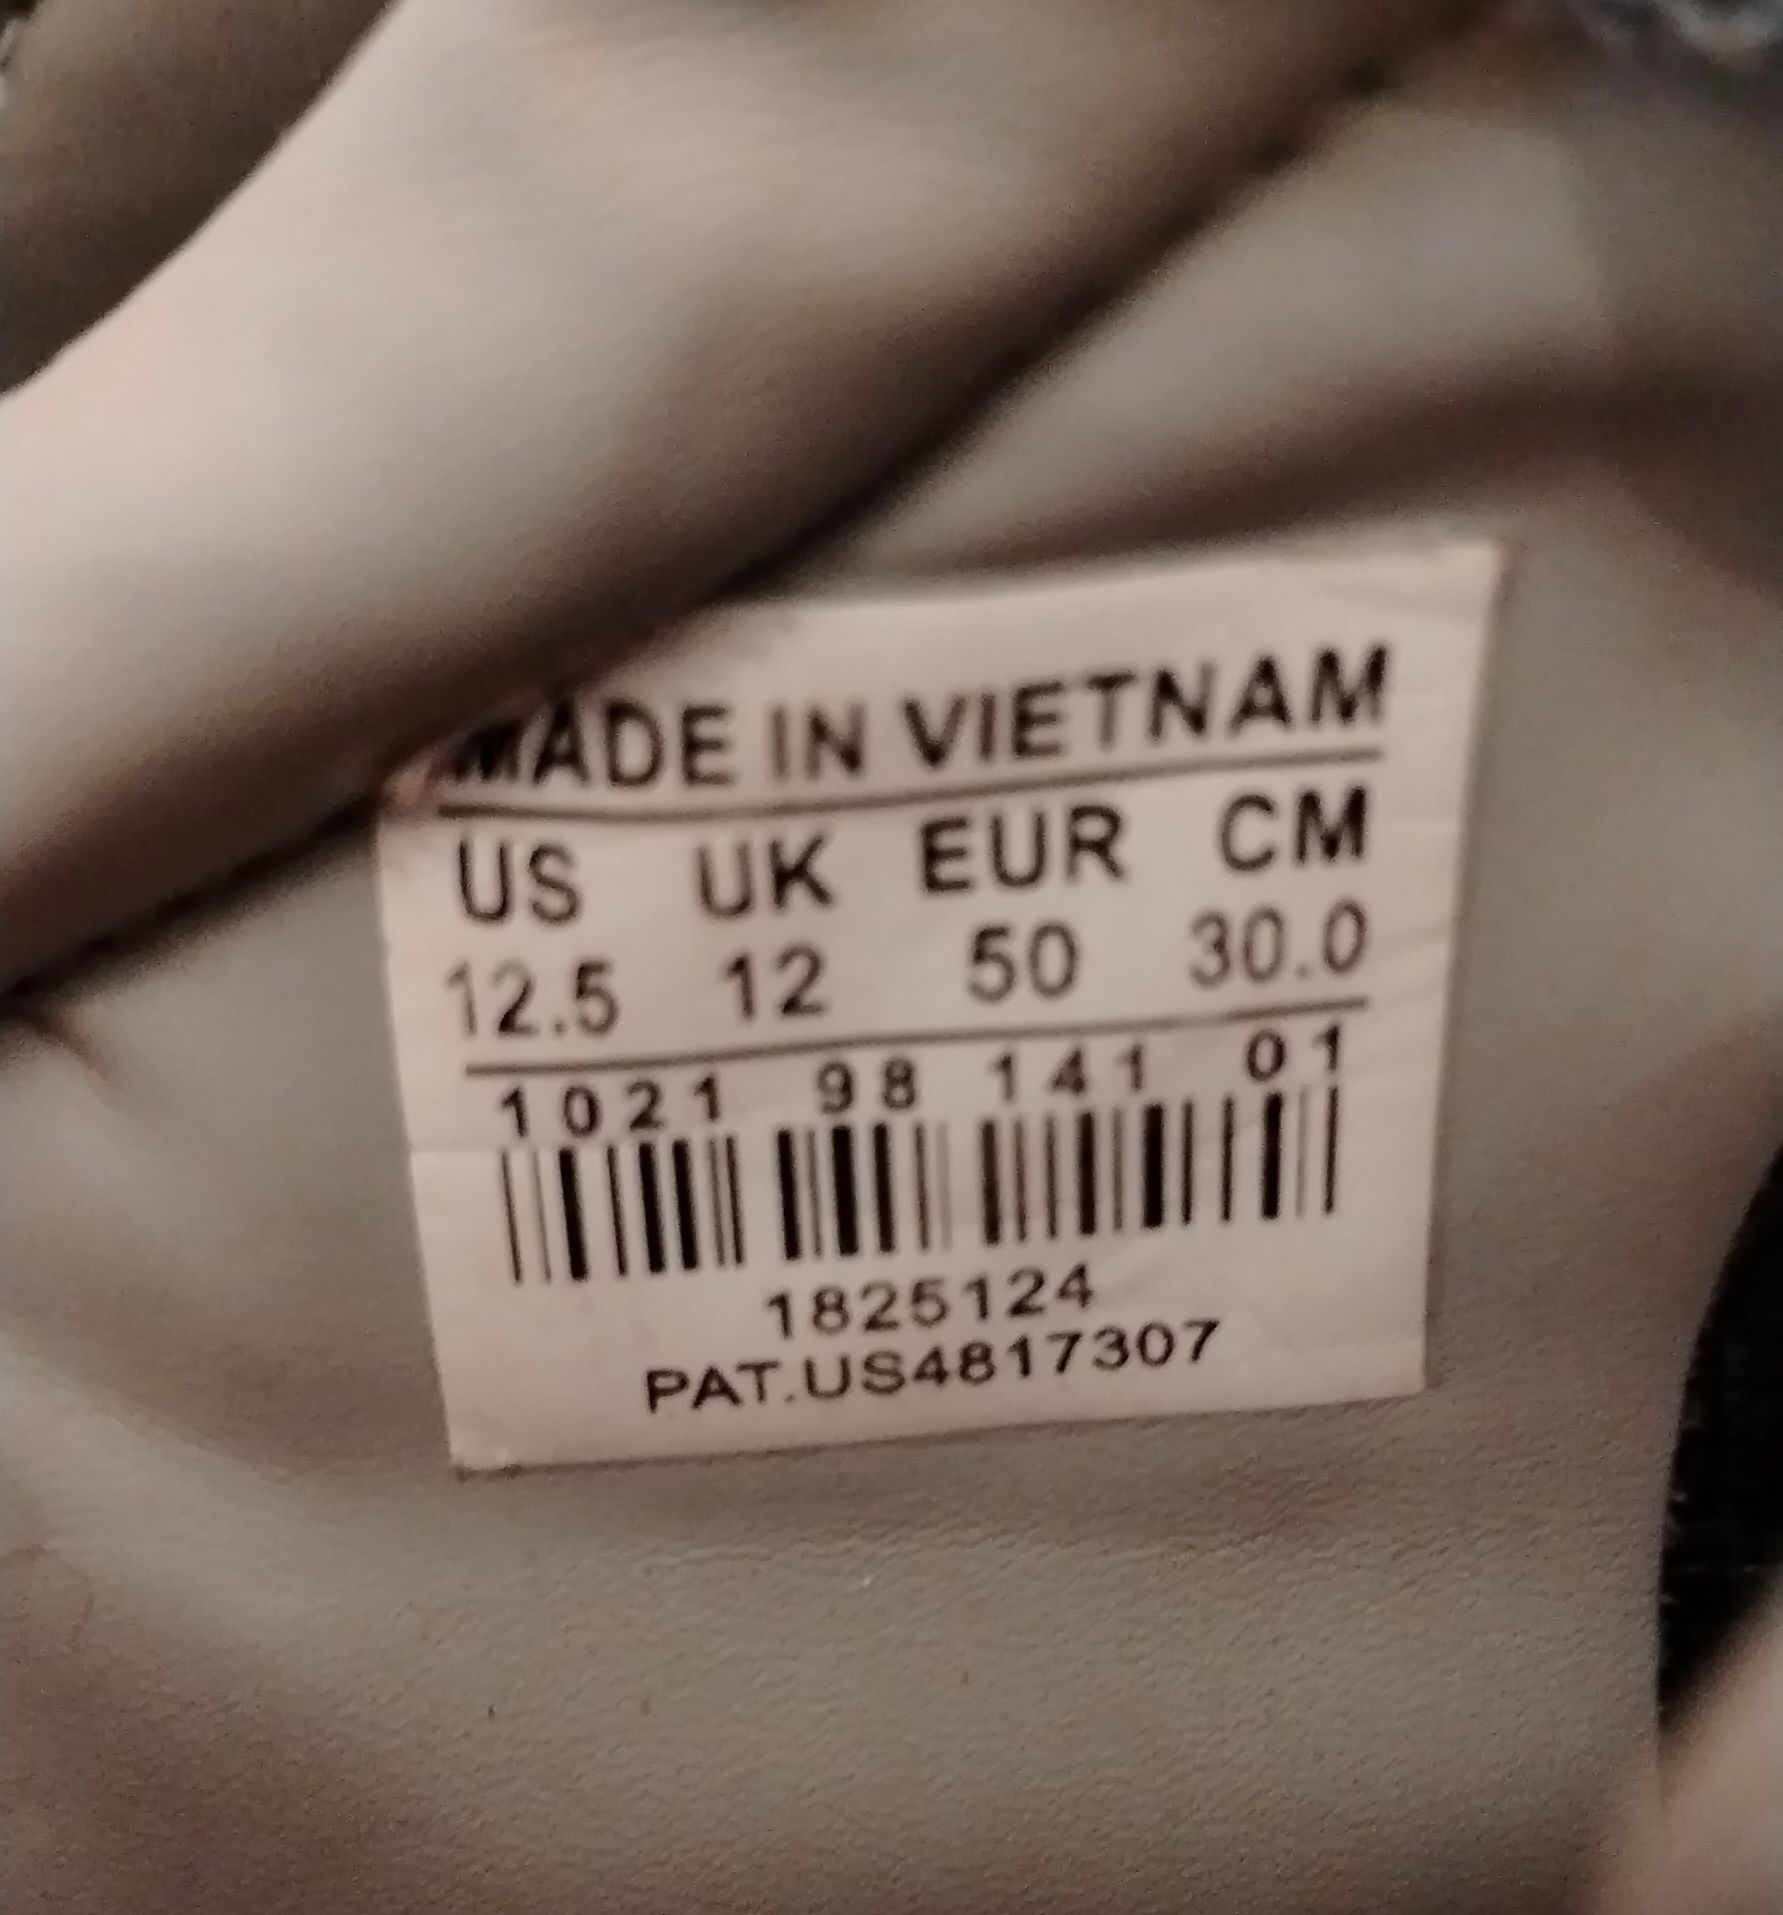 MADE IN VIETNAM
US UK EUR CM
12.5 12 50 30.0
1021 98 141 01
1825124
PAT.US4817307